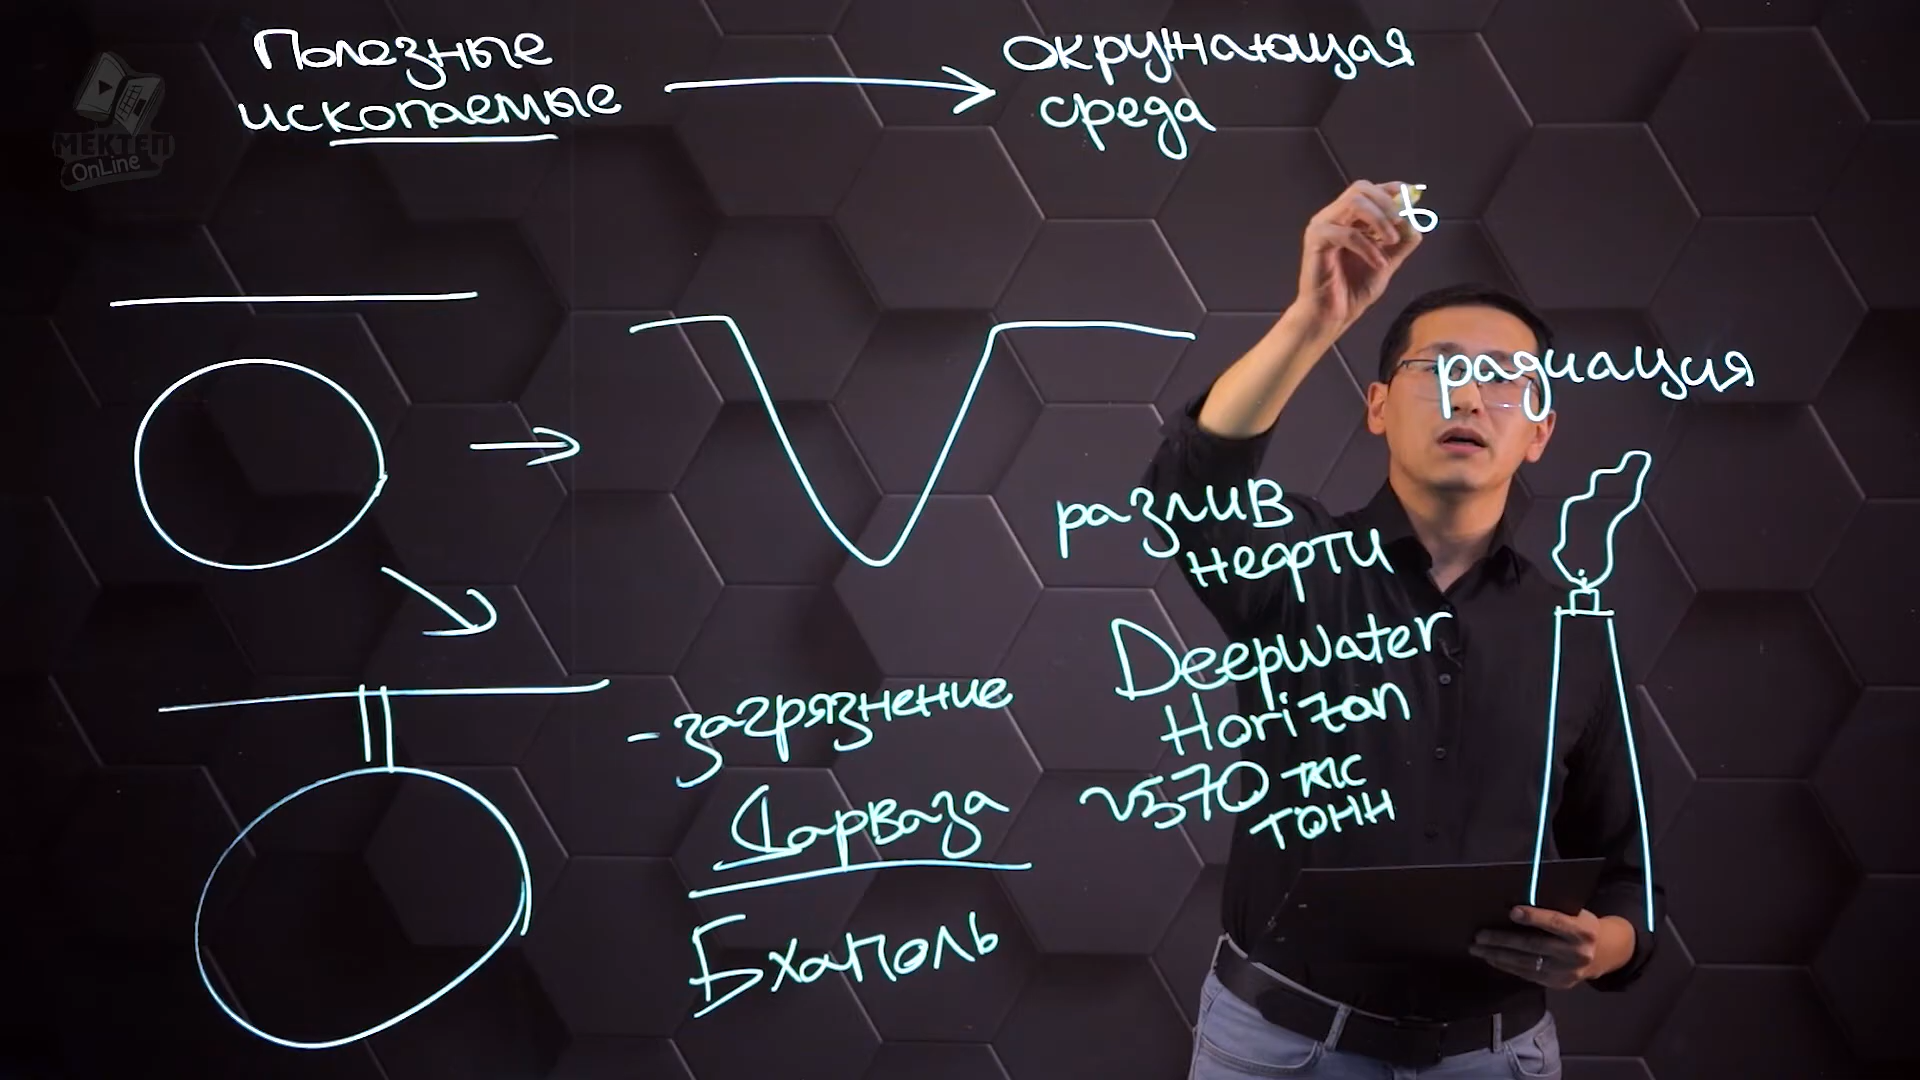 МЕКТЕП
OnLine
Полезные
ископаемые
окружающая
среда
радиация
разлив
нефти
DeepWater
Horizon
~570 тыс
тонн
-загрязнение
Дарваза
Бхаполь